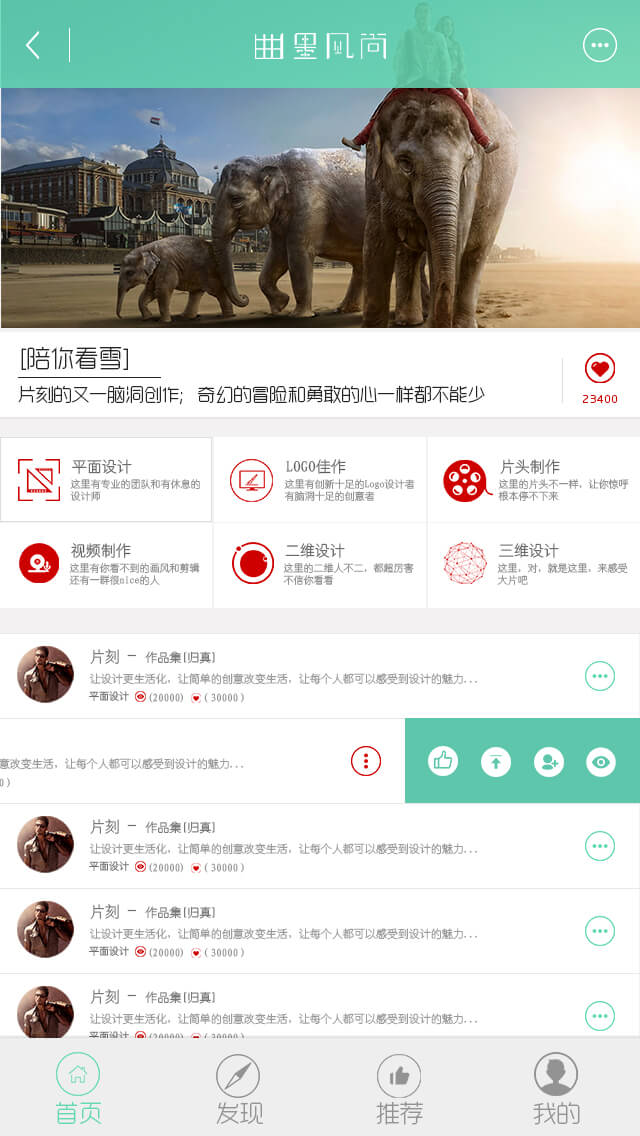 幽墨风尚
[陪你看雪]
片刻的又一脑洞创作；奇幻的冒险和勇敢的心一样都不能少
23400
平面设计
这里有专业的团队和有休息的
设计师
LOGO佳作
这里有创新十足的Logo设计者
有脑洞十足的创意者
片头制作
这里的片头不一样，让你惊呼
根本停不下来
视频制作
这里有你看不到的画风和剪辑
还有一群很nice的人
二维设计
这里的二维人不二，都超厉害
不信你看看
三维设计
这里，对，就是这里，来感受
大片吧
片刻 — 作品集[归真]
让设计更生活化，让简单的创意改变生活，让每个人都可以感受到设计的魅力...
平面设计 (20000) (30000)
意改变生活，让每个人都可以感受到设计的魅力...
0)
片刻 — 作品集[归真]
让设计更生活化，让简单的创意改变生活，让每个人都可以感受到设计的魅力...
平面设计 (20000) (30000)
片刻 — 作品集[归真]
让设计更生活化，让简单的创意改变生活，让每个人都可以感受到设计的魅力...
平面设计 (20000) (30000)
片刻 — 作品集[归真]
让设计更生活化，让简单的创意改变生活，让每个人都可以感受到设计的魅力...
平面设计 (20000) (30000)
首页
发现
推荐
我的